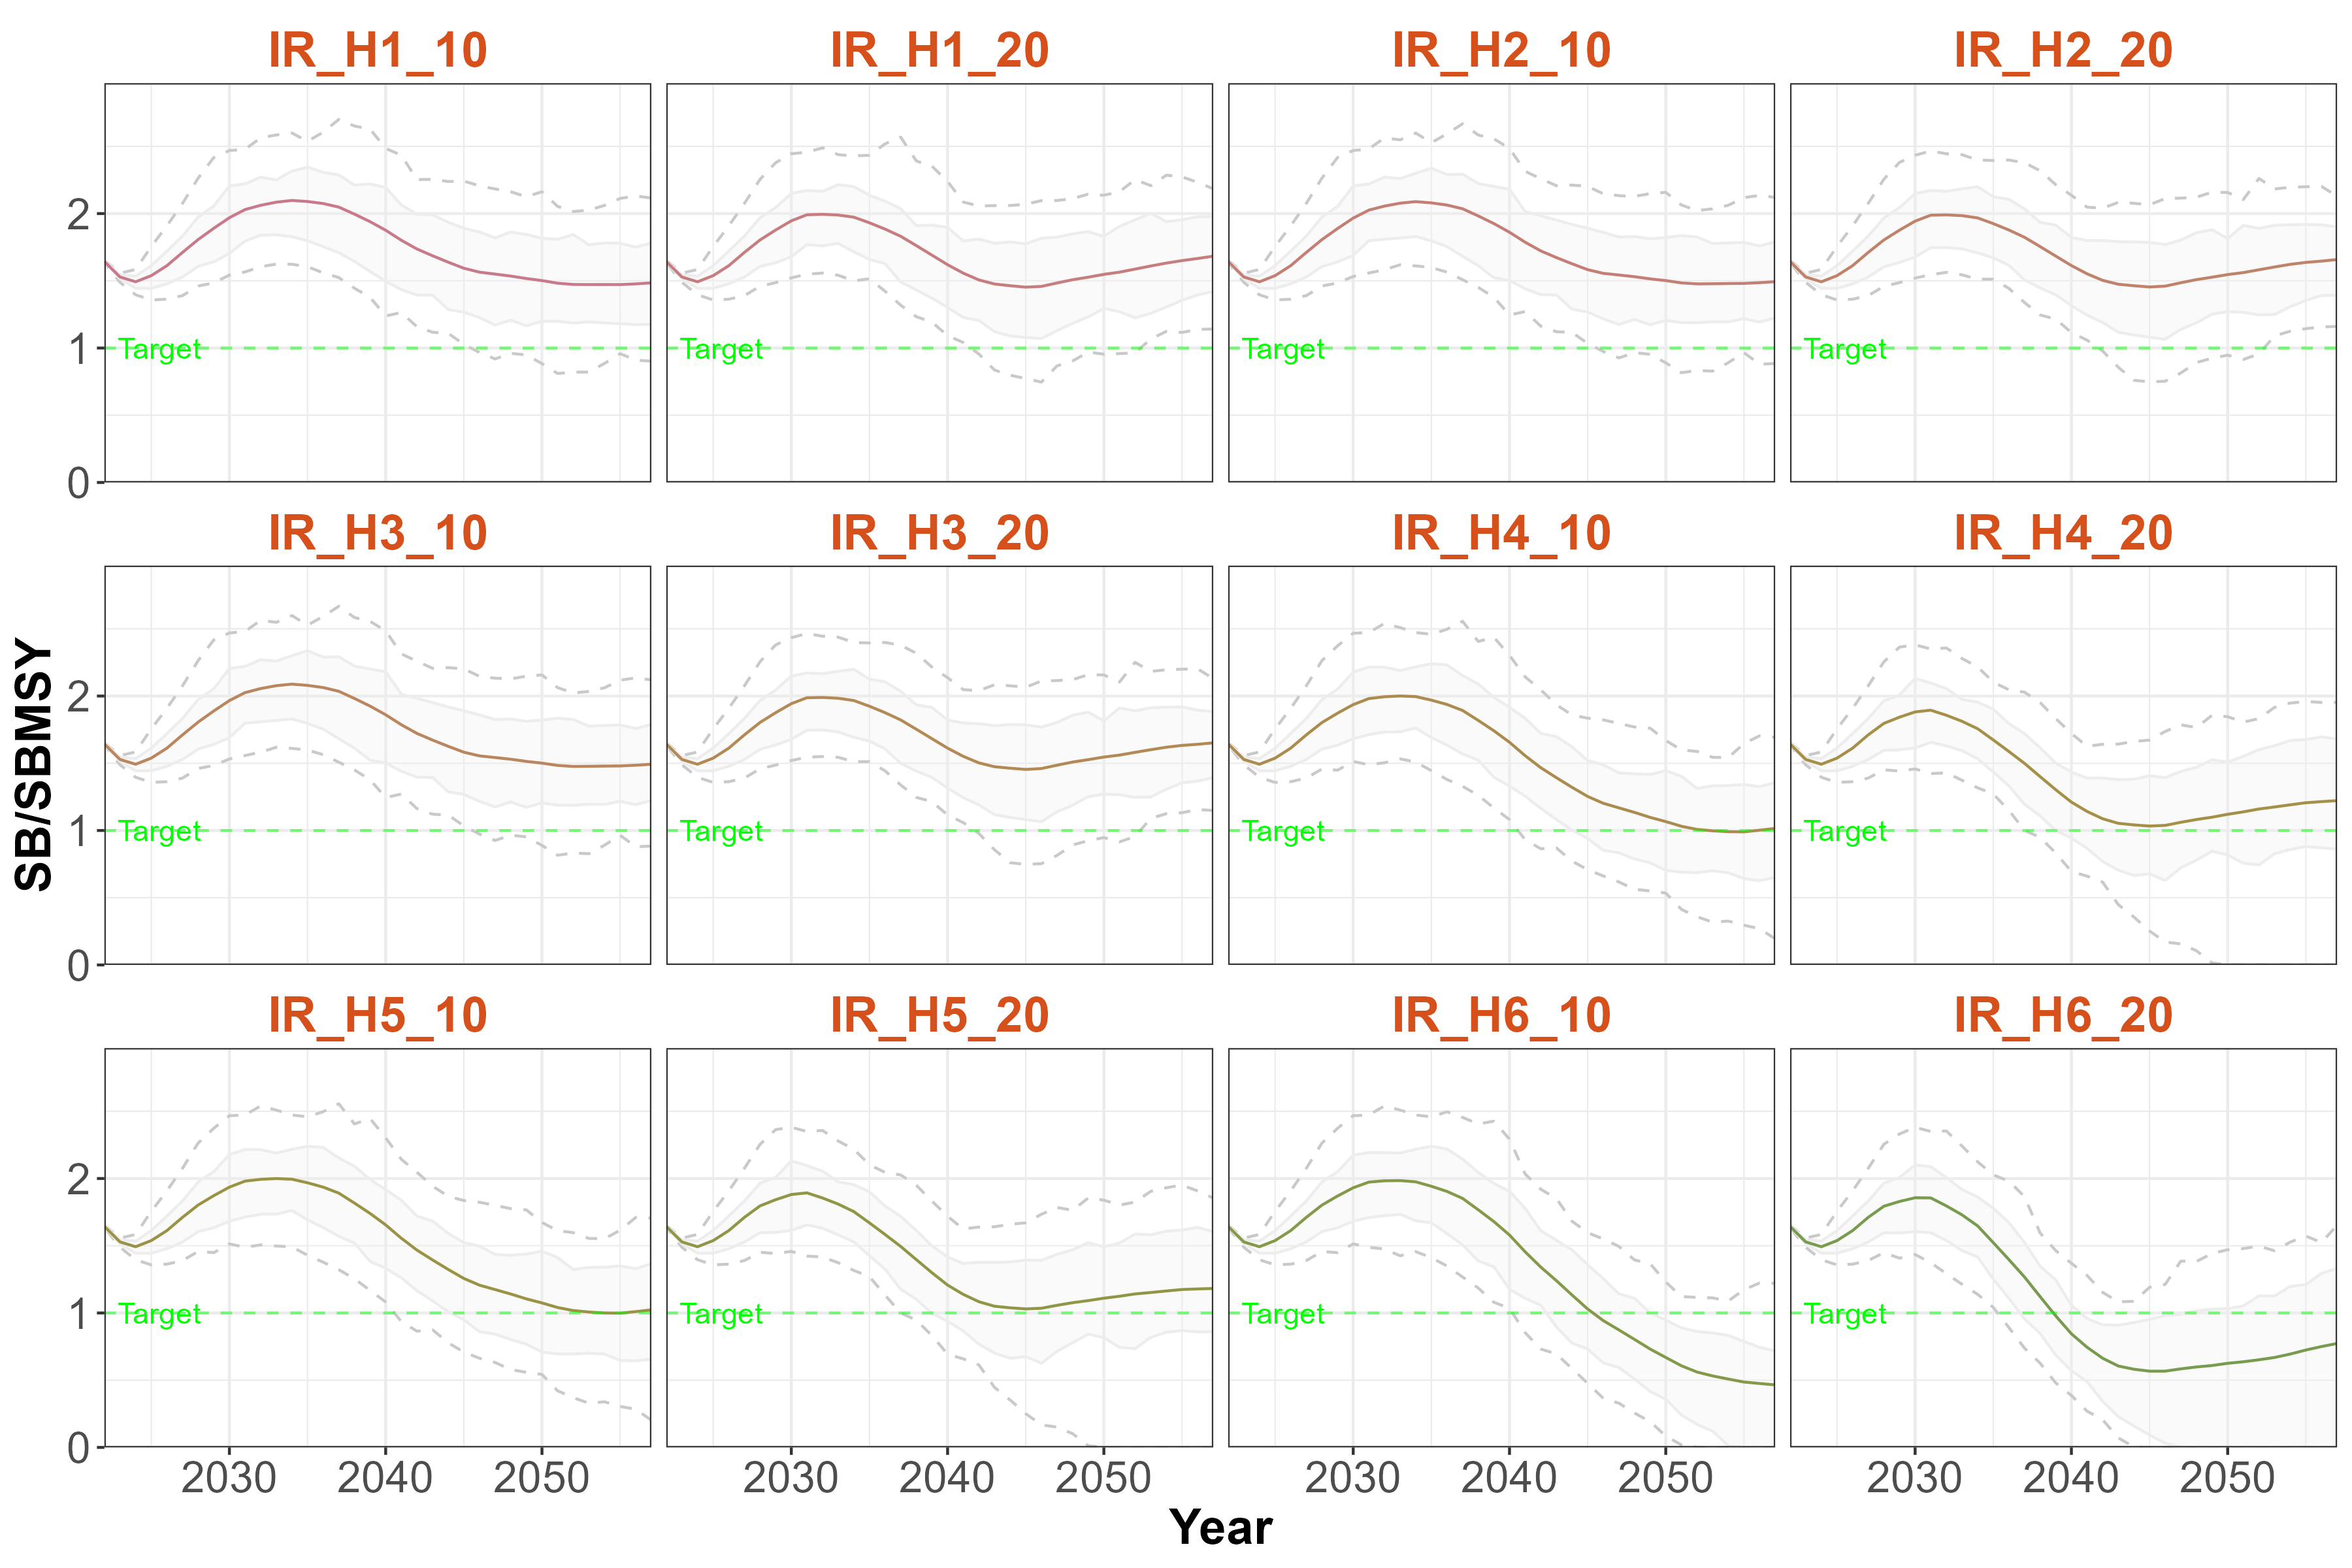 IR_H1_10 IR_H1_20 IR_H2_10 IR_H2_20
2
1 Target Target Target Target
0
IR_H3_10 IR_H3_20 IR_H4_10 IR_H4_20
2
1 Target Target Target Target
0
SB/SBMSY
IR_H5_10 IR_H5_20 IR_H6_10 IR_H6_20
2
1 Target Target Target Target
0
2030 2040 2050 2030 2040 2050 2030 2040 2050 2030 2040 2050
Year